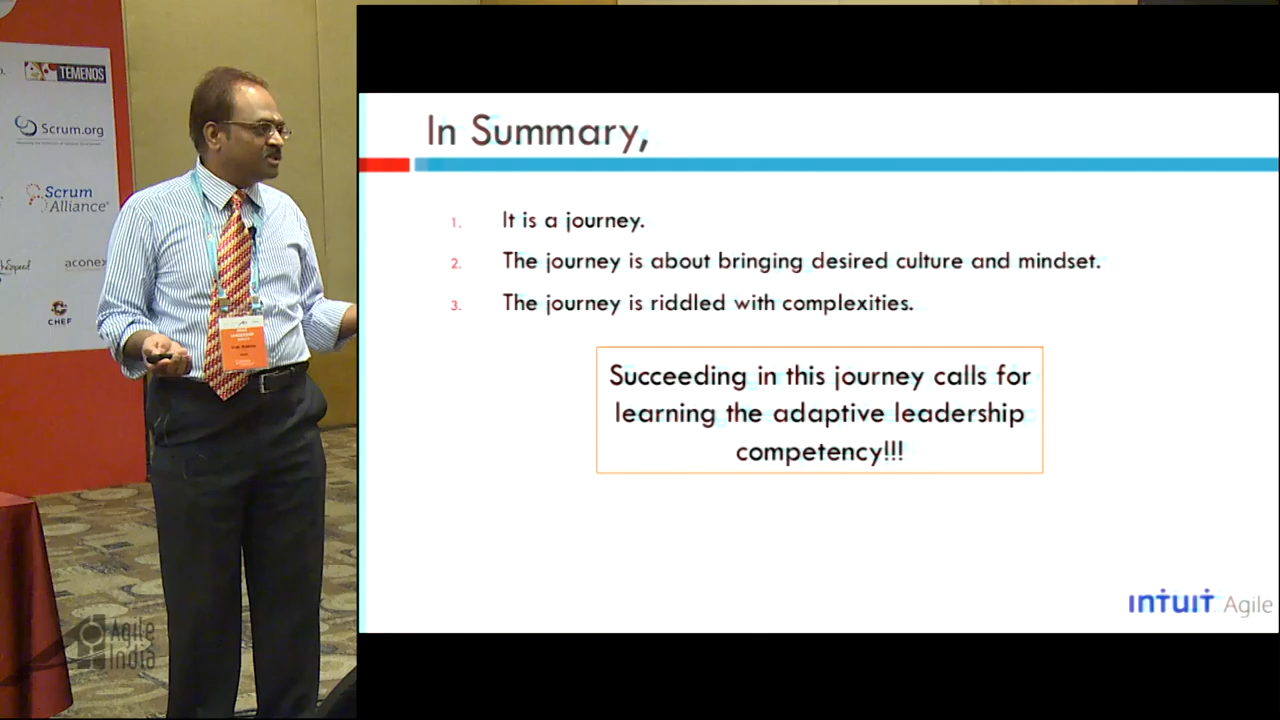 TEMENOS
Scrum.org
Scrum
Alliance®
aconex
CHEF
LEADERSHIP
Agile
India
In Summary,
1. It is a journey.
2. The journey is about bringing desired culture and mindset.
3. The journey is riddled with complexities.
Succeeding in this journey calls for
learning the adaptive leadership
competency!!!
intuit Agile